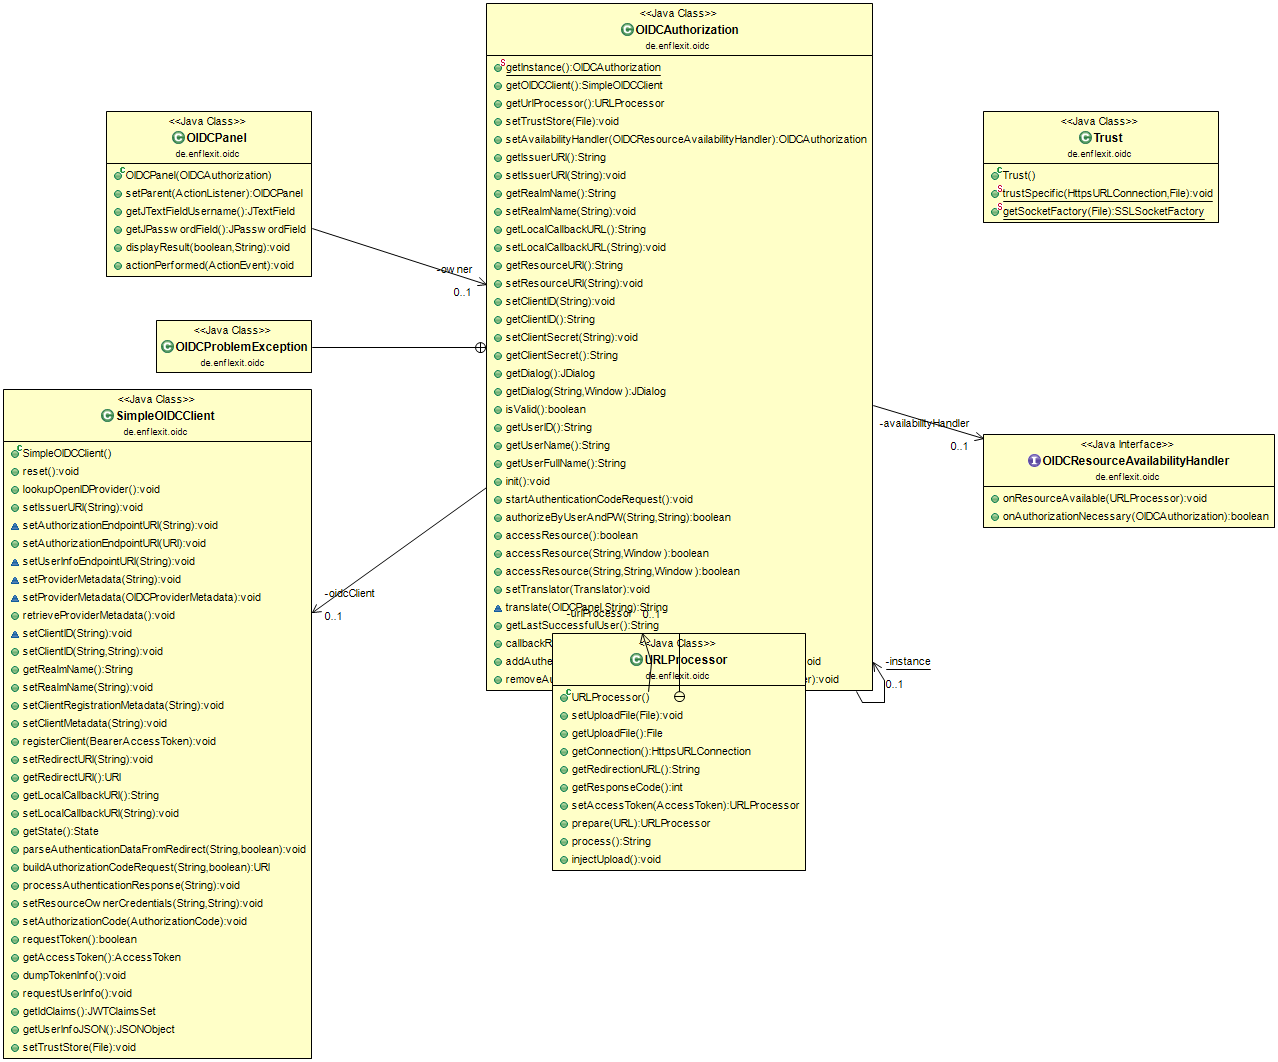 <<Java Class>>
OIDCAuthorization
de.enflexit.oidc
getInstance():OIDCAuthorization
getOIDCClient():SimpleOIDCClient
getUrlProcessor():URLProcessor
setTrustStore(File):void
setAvailabilityHandler(OIDCResourceAvailabilityHandler):OIDCAuthorization
getIssuerURI():String
setIssuerURI(String):void
getRealmName():String
setRealmName(String):void
getLocalCallbackURL():String
setLocalCallbackURL(String):void
getResourceURI():String
setResourceURI(String):void
setClientID(String):void
getClientID():String
setClientSecret(String):void
getClientSecret():String
getDialog():JDialog
getDialog(String,Window):JDialog
isValid():boolean
getUserID():String
getUserName():String
getUserFullName():String
init():void
startAuthenticationCodeRequest():void
authorizeByUserAndPW(String,String):boolean
accessResource():boolean
accessResource(String,Window):boolean
accessResource(String,String,Window):boolean
setTranslator(Translator):void
translate(OIDCPanel,String):String
getLastSuccessfulUser():String
callbackR
addAuthe oid
removeAu r):void
<<Java Class>>
OIDCPanel
de.enflexit.oidc
OIDCPanel(OIDCAuthorization)
setParent(ActionListener):OIDCPanel
getJTextFieldUsername():JTextField
getJPasswordField():JPasswordField
displayResult(boolean,String):void
actionPerformed(ActionEvent):void
-owner
0..1
<<Java Class>>
Trust
de.enflexit.oidc
Trust()
trustSpecific(HttpsURLConnection,File):void
getSocketFactory(File):SSLSocketFactory
<<Java Class>>
OIDCProblemException
de.enflexit.oidc
<<Java Class>>
SimpleOIDCClient
de.enflexit.oidc
SimpleOIDCClient()
reset():void
lookupOpenIDProvider():void
setIssuerURI(String):void
setAuthorizationEndpointURI(String):void
setAuthorizationEndpointURI(URI):void
setUserInfoEndpointURI(String):void
setProviderMetadata(String):void
setProviderMetadata(OIDCProviderMetadata):void
retrieveProviderMetadata():void
setClientID(String):void
setClientID(String,String):void
getRealmName():String
setRealmName(String):void
setClientRegistrationMetadata(String):void
setClientMetadata(String):void
registerClient(BearerAccessToken):void
setRedirectURI(String):void
getRedirectURI():URI
getLocalCallbackURI():String
setLocalCallbackURI(String):void
getState():State
parseAuthenticationDataFromRedirect(String,boolean):void
buildAuthorizationCodeRequest(String,boolean):URI
processAuthenticationResponse(String):void
setResourceOwnerCredentials(String,String):void
setAuthorizationCode(AuthorizationCode):void
requestToken():boolean
getAccessToken():AccessToken
dumpTokenInfo():void
requestUserInfo():void
getIdClaims():JWTClaimsSet
getUserInfoJSON():JSONObject
setTrustStore(File):void
-oidcClient
0..1
-availabilityHandler
0..1
<<Java Interface>>
OIDCResourceAvailabilityHandler
de.enflexit.oidc
onResourceAvailable(URLProcessor):void
onAuthorizationNecessary(OIDCAuthorization):boolean
-urlProcessor
0..1
<<Java Class>>
URLProcessor
de.enflexit.oidc
URLProcessor()
setUploadFile(File):void
getUploadFile():File
getConnection():HttpsURLConnection
getRedirectionURL():String
getResponseCode():int
setAccessToken(AccessToken):URLProcessor
prepare(URL):URLProcessor
process():String
injectUpload():void
-instance
0..1